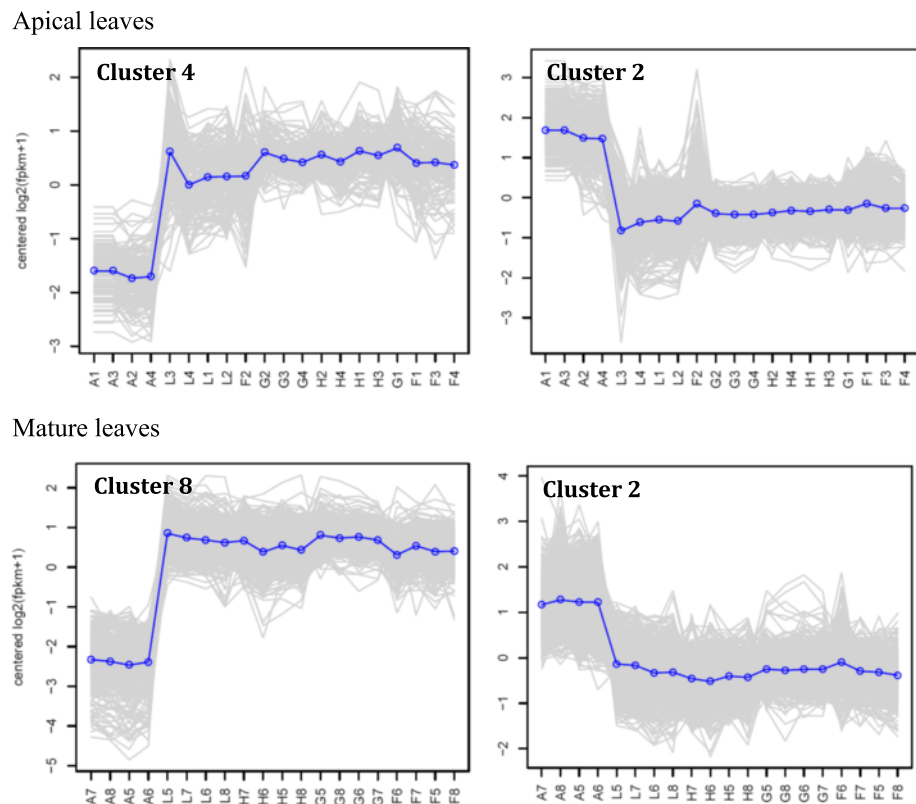 Apical leaves
Cluster 4
Cluster 2
centered log2(fpkm+1)
2
1
0
−1
−2
−3
3
2
1
0
−1
−2
−3
A1 A3 A2 A4 L3 L4 L1 L2 F2 G2 G3 G4 H2 H4 H1 H3 G1 F1 F3 F4
A1 A3 A2 A4 L3 L4 L1 L2 F2 G2 G3 G4 H2 H4 H1 H3 G1 F1 F3 F4
Mature leaves
Cluster 8
Cluster 2
centered log2(fpkm+1)
2
1
0
−1
−2
−3
−4
−5
4
3
2
1
0
−1
−2
A7 A8 A5 A6 L5 L7 L6 L8 H7 H6 H5 H8 G5 G8 G6 G7 F6 F7 F5 F8
A7 A8 A5 A6 L5 L7 L6 L8 H7 H6 H5 H8 G5 G8 G6 G7 F6 F7 F5 F8